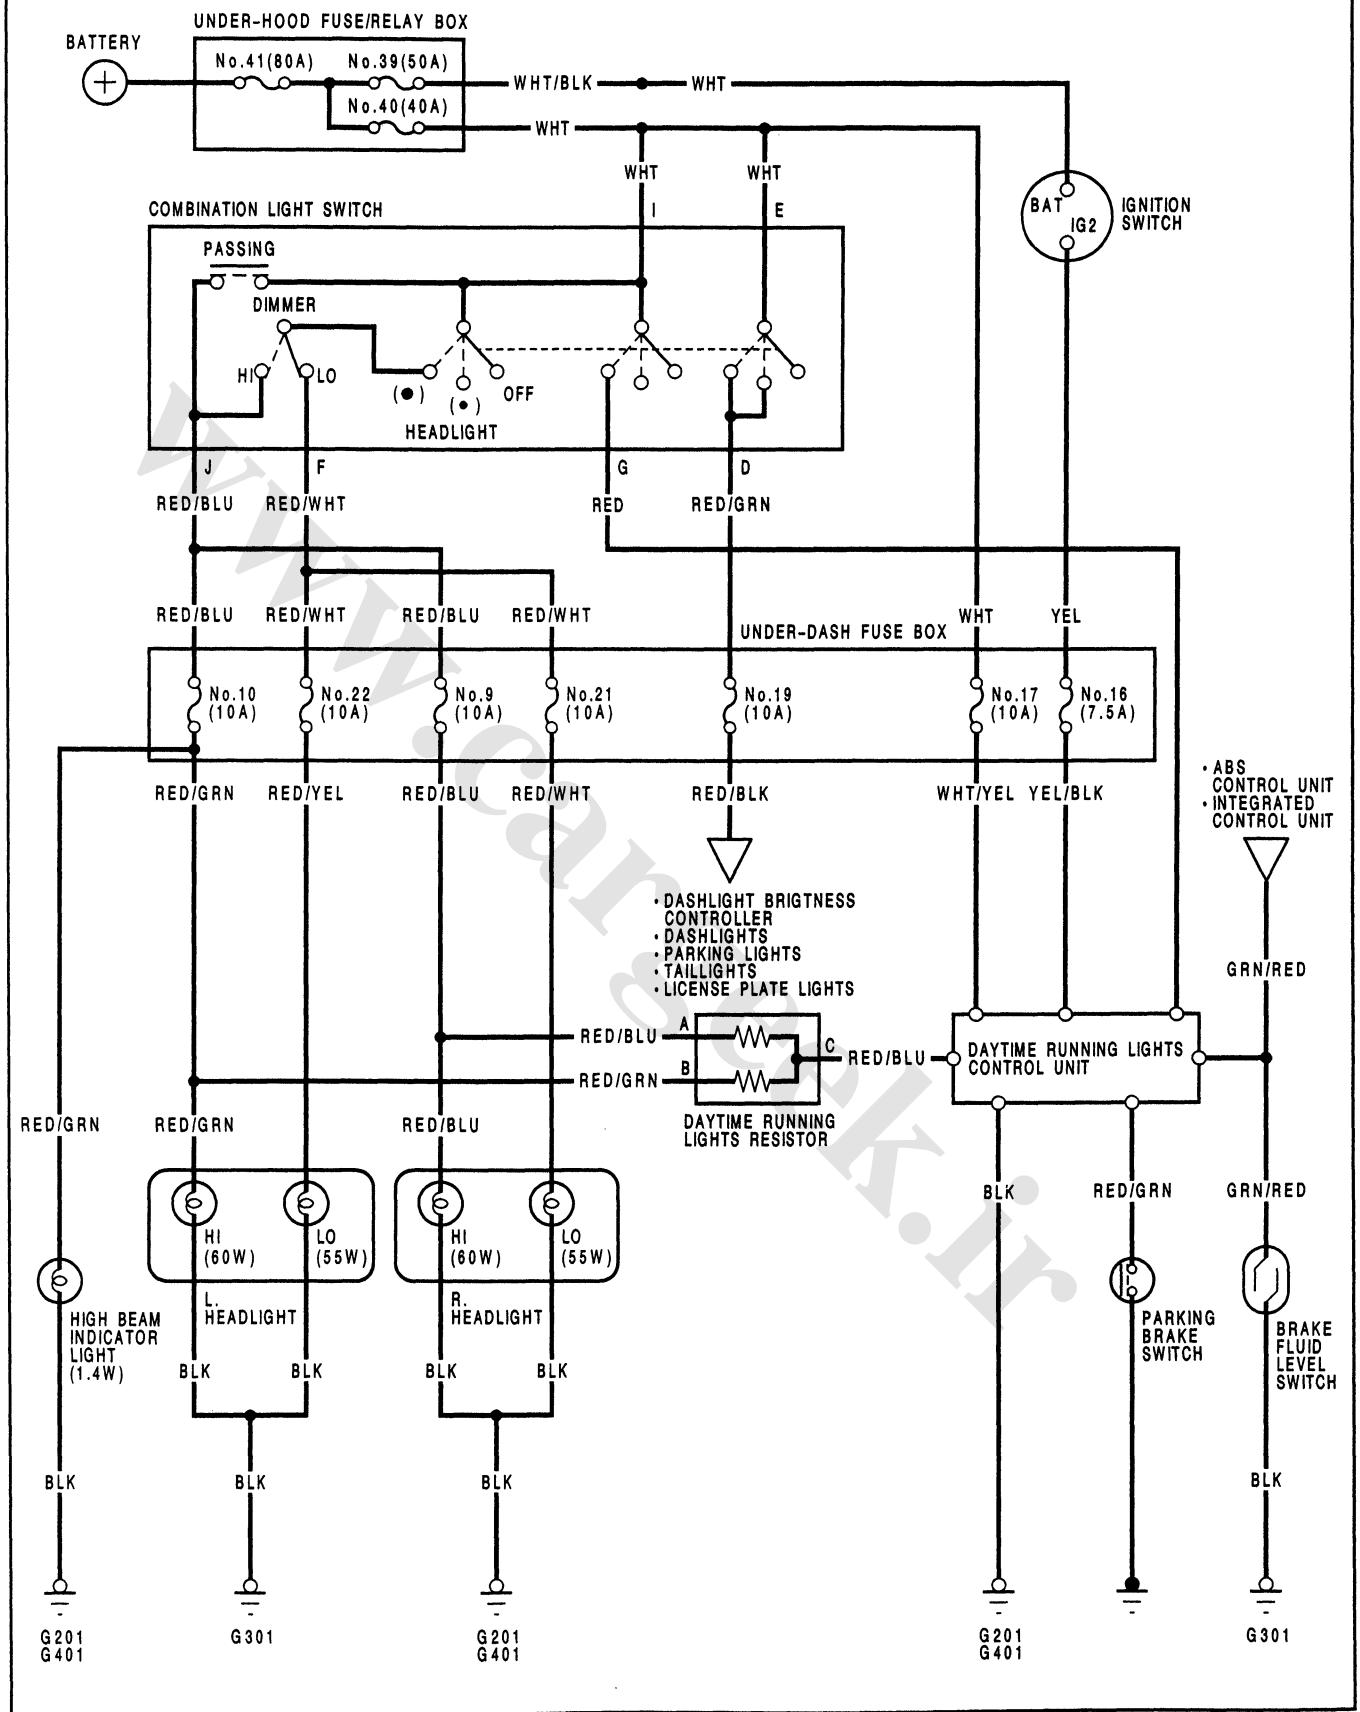 UNDER-HOOD FUSE/RELAY BOX
BATTERY
No.41(80A)
No.39(50A)
WHT/BLK
WHT
No.40(40A)
WHT
WHT
WHT
COMBINATION LIGHT SWITCH
I
E
BAT
IG2
IGNITION
SWITCH
PASSING
DIMMER
HI
LO
(●)
(•)
OFF
HEADLIGHT
J
F
G
D
RED/BLU
RED/WHT
RED
RED/GRN
RED/BLU
RED/WHT
RED/BLU
RED/WHT
WHT
YEL
UNDER-DASH FUSE BOX
No.10
(10A)
No.22
(10A)
No.9
(10A)
No.21
(10A)
No.19
(10A)
No.17
(10A)
No.16
(7.5A)
RED/GRN
RED/YEL
RED/BLU
RED/WHT
RED/BLK
WHT/YEL
YEL/BLK
• ABS
CONTROL UNIT
• INTEGRATED
CONTROL UNIT
• DASHLIGHT BRIGTNESS
CONTROLLER
• DASHLIGHTS
• PARKING LIGHTS
• TAILLIGHTS
• LICENSE PLATE LIGHTS
GRN/RED
RED/BLU
A
C
RED/BLU
RED/GRN
B
DAYTIME RUNNING LIGHTS
CONTROL UNIT
DAYTIME RUNNING
LIGHTS RESISTOR
RED/GRN
RED/GRN
RED/BLU
BLK
RED/GRN
GRN/RED
HI
(60W)
LO
(55W)
HI
(60W)
LO
(55W)
L.
HEADLIGHT
R.
HEADLIGHT
HIGH BEAM
INDICATOR
LIGHT
(1.4W)
PARKING
BRAKE
SWITCH
BRAKE
FLUID
LEVEL
SWITCH
BLK
BLK
BLK
BLK
BLK
BLK
BLK
BLK
G201
G401
G301
G201
G401
G201
G401
G301
www.cargeek.ir